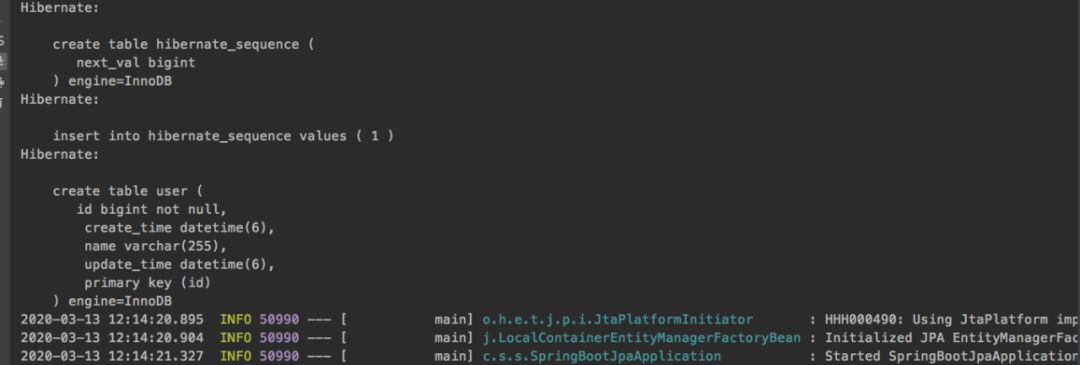 Hibernate:
create table hibernate_sequence (
next_val bigint
) engine=InnoDB
Hibernate:
insert into hibernate_sequence values ( 1 )
Hibernate:
create table user (
id bigint not null,
create_time datetime(6),
name varchar(255),
update_time datetime(6),
primary key (id)
) engine=InnoDB
2020-03-13 12:14:20.895  INFO 50990 --- [           main] o.h.e.t.j.p.i.JtaPlatformInitiator       : HHH000490: Using JtaPlatform imp
2020-03-13 12:14:20.904  INFO 50990 --- [           main] j.LocalContainerEntityManagerFactoryBean : Initialized JPA EntityManagerFac
2020-03-13 12:14:21.327  INFO 50990 --- [           main] c.s.s.SpringBootJpaApplication           : Started SpringBootJpaApplication